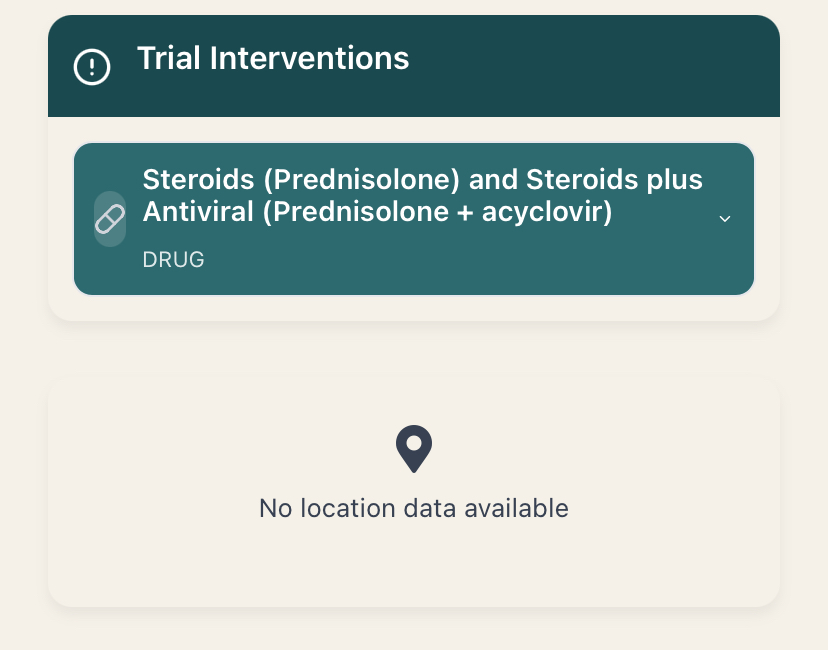 Trial Interventions
Steroids (Prednisolone) and Steroids plus
Antiviral (Prednisolone + acyclovir)
DRUG
No location data available